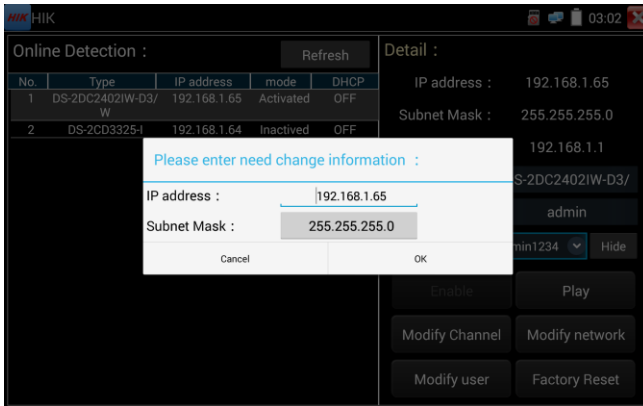 HIK HIK 03:02
Online Detection : Refresh
No. Type IP address mode DHCP
1 DS-2DC2402IW-D3/ 192.168.1.65 Activated OFF
W
2 DS-2CD3325-I 192.168.1.64 Inactived OFF
Please enter need change information :
IP address : 192.168.1.65
Subnet Mask : 255.255.255.0
Cancel OK
Detail :
IP address : 192.168.1.65
Subnet Mask : 255.255.255.0
192.168.1.1
S-2DC2402IW-D3/
admin
min1234 Hide
Enable Play
Modify Channel Modify network
Modify user Factory Reset